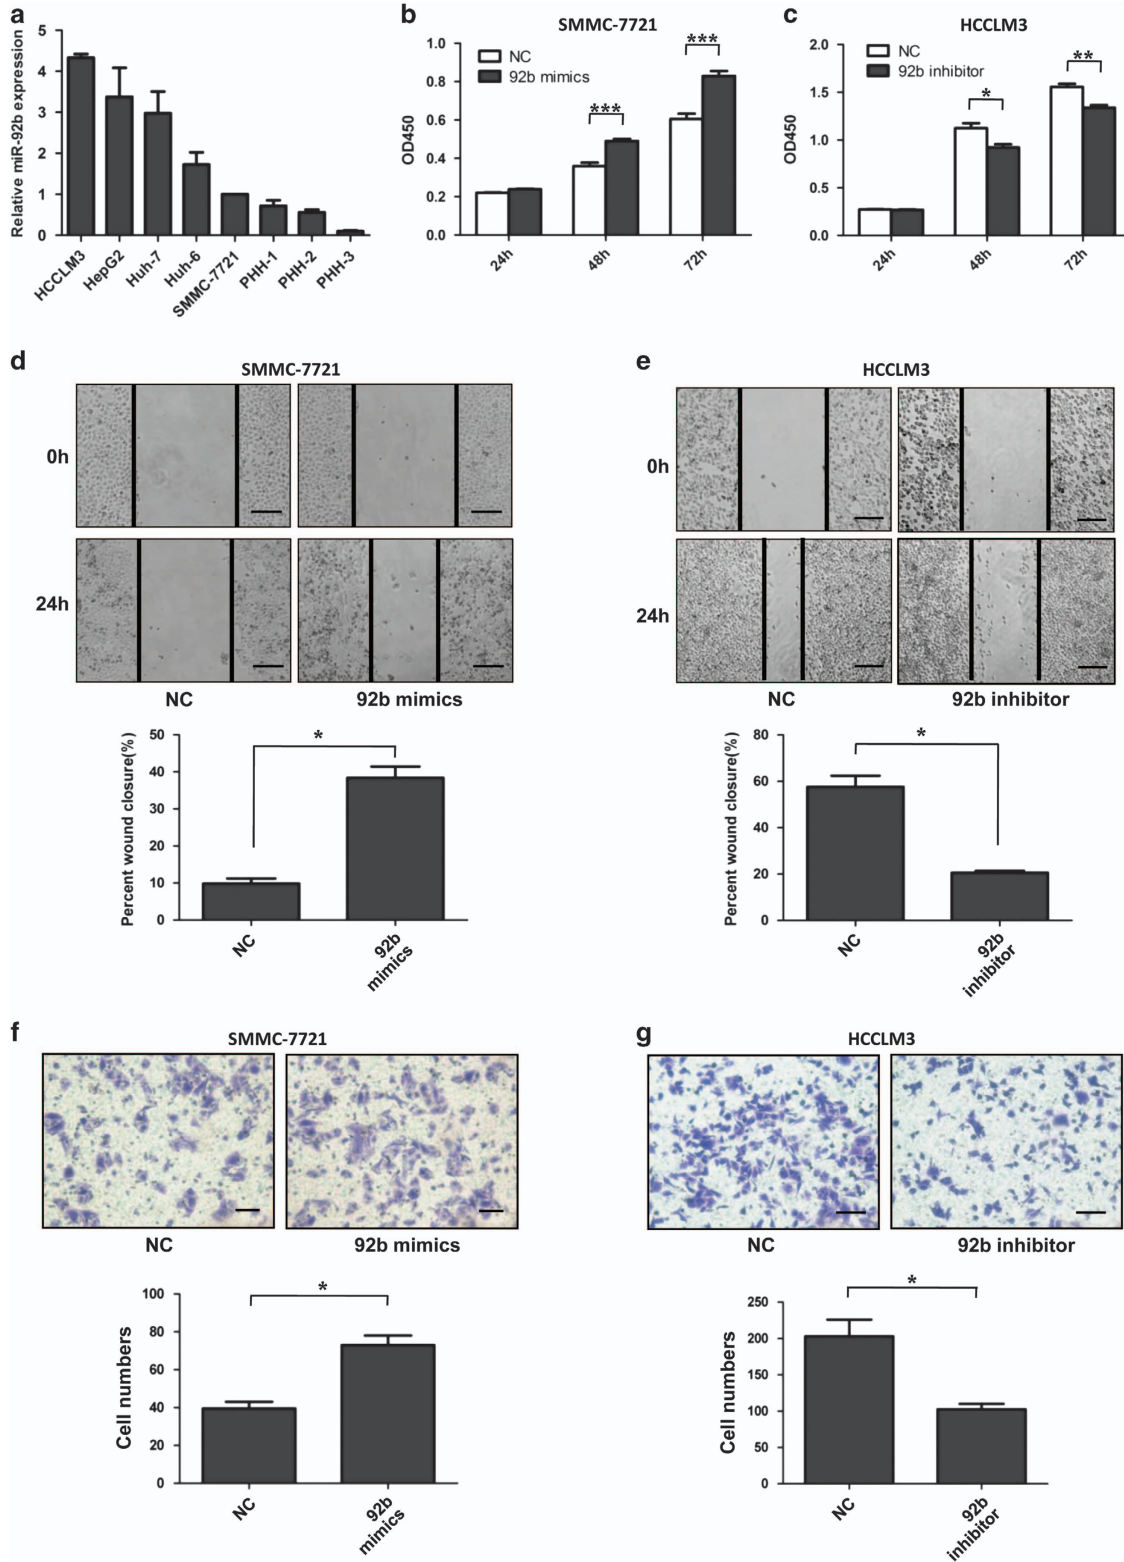 a
Relative miR-92b expression
5
4
3
2
1
0
HCCLM3
HepG2
Huh-7
Huh-6
SMMC-7721
PHH-1
PHH-2
PHH-3
b
SMMC-7721
OD450
1.0
0.8
0.6
0.4
0.2
0.0
NC
92b mimics
***
***
24h
48h
72h
c
HCCLM3
OD450
2.0
1.5
1.0
0.5
0.0
NC
92b inhibitor
*
**
24h
48h
72h
d
SMMC-7721
0h
24h
NC
92b mimics
Percent wound closure(%)
50
40
30
20
10
0
*
NC
92b
mimics
e
HCCLM3
0h
24h
NC
92b inhibitor
Percent wound closure(%)
80
60
40
20
0
*
NC
92b
inhibitor
f
SMMC-7721
NC
92b mimics
Cell numbers
100
80
60
40
20
0
*
NC
92b
mimics
g
HCCLM3
NC
92b inhibitor
Cell numbers
250
200
150
100
50
0
*
NC
92b
inhibitor